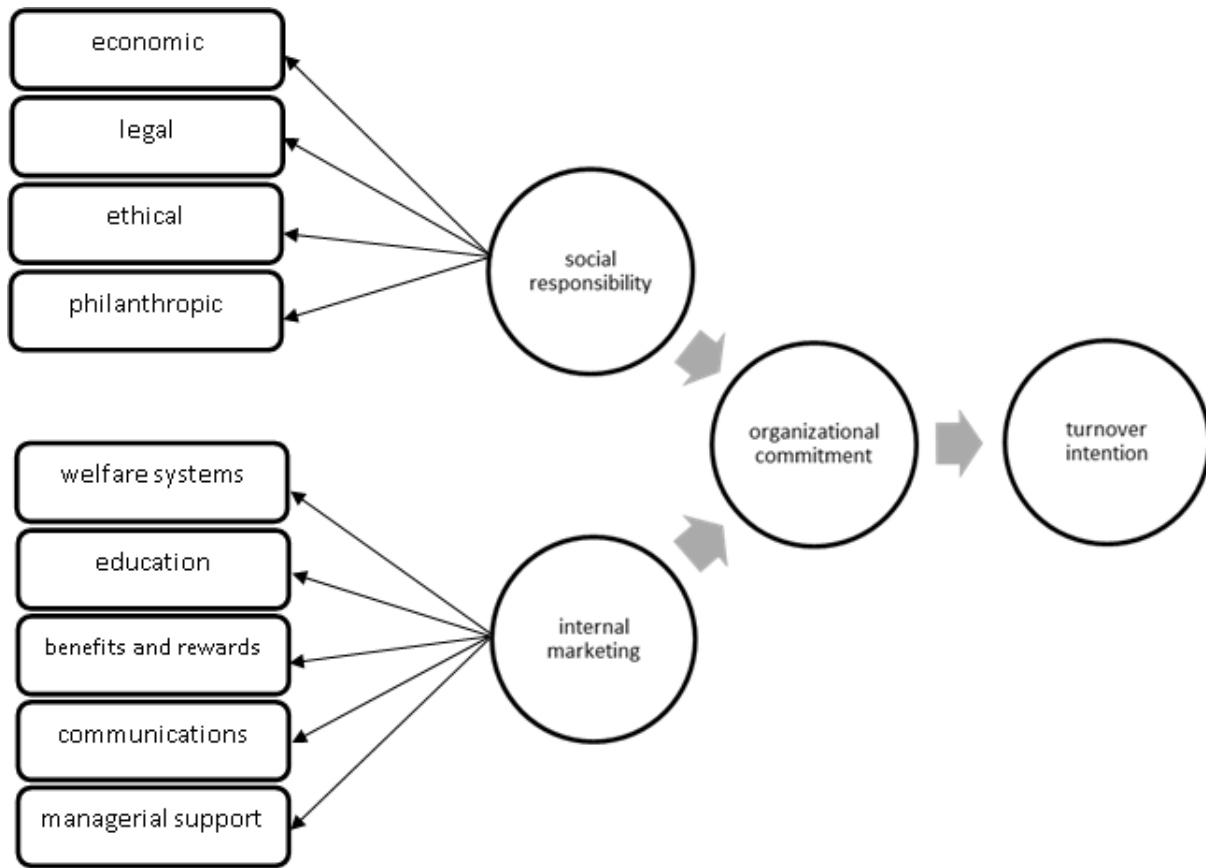 economic
legal
ethical
philanthropic
social
responsibility
organizational
commitment
turnover
intention
welfare systems
education
benefits and rewards
communications
managerial support
internal
marketing